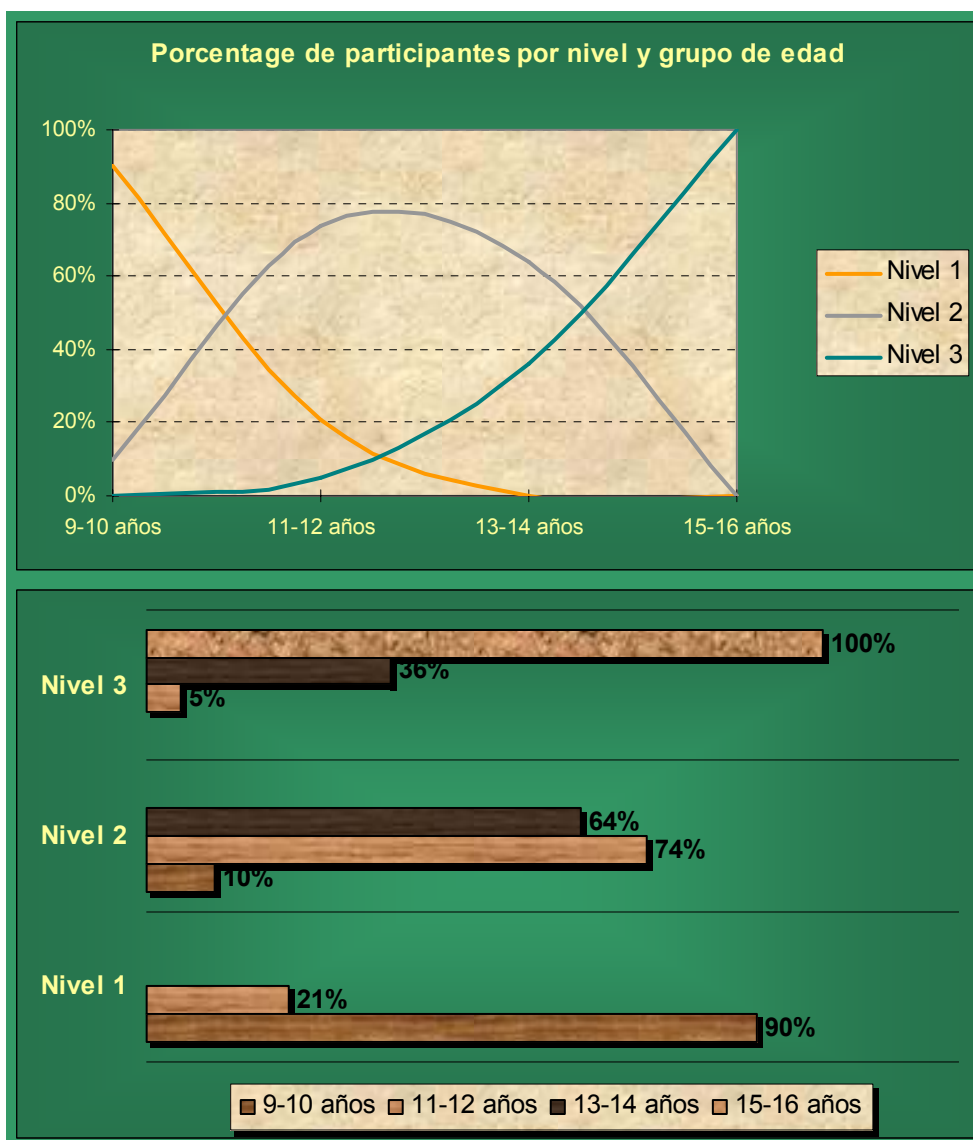 Porcentage de participantes por nivel y grupo de edad
100%
80%
60%
40%
20%
0%
9-10 años 11-12 años 13-14 años 15-16 años
Nivel 1
Nivel 2
Nivel 3
100%
36%
Nivel 3
5%
64%
Nivel 2
74%
10%
Nivel 1
21%
90%
9-10 años 11-12 años 13-14 años 15-16 años